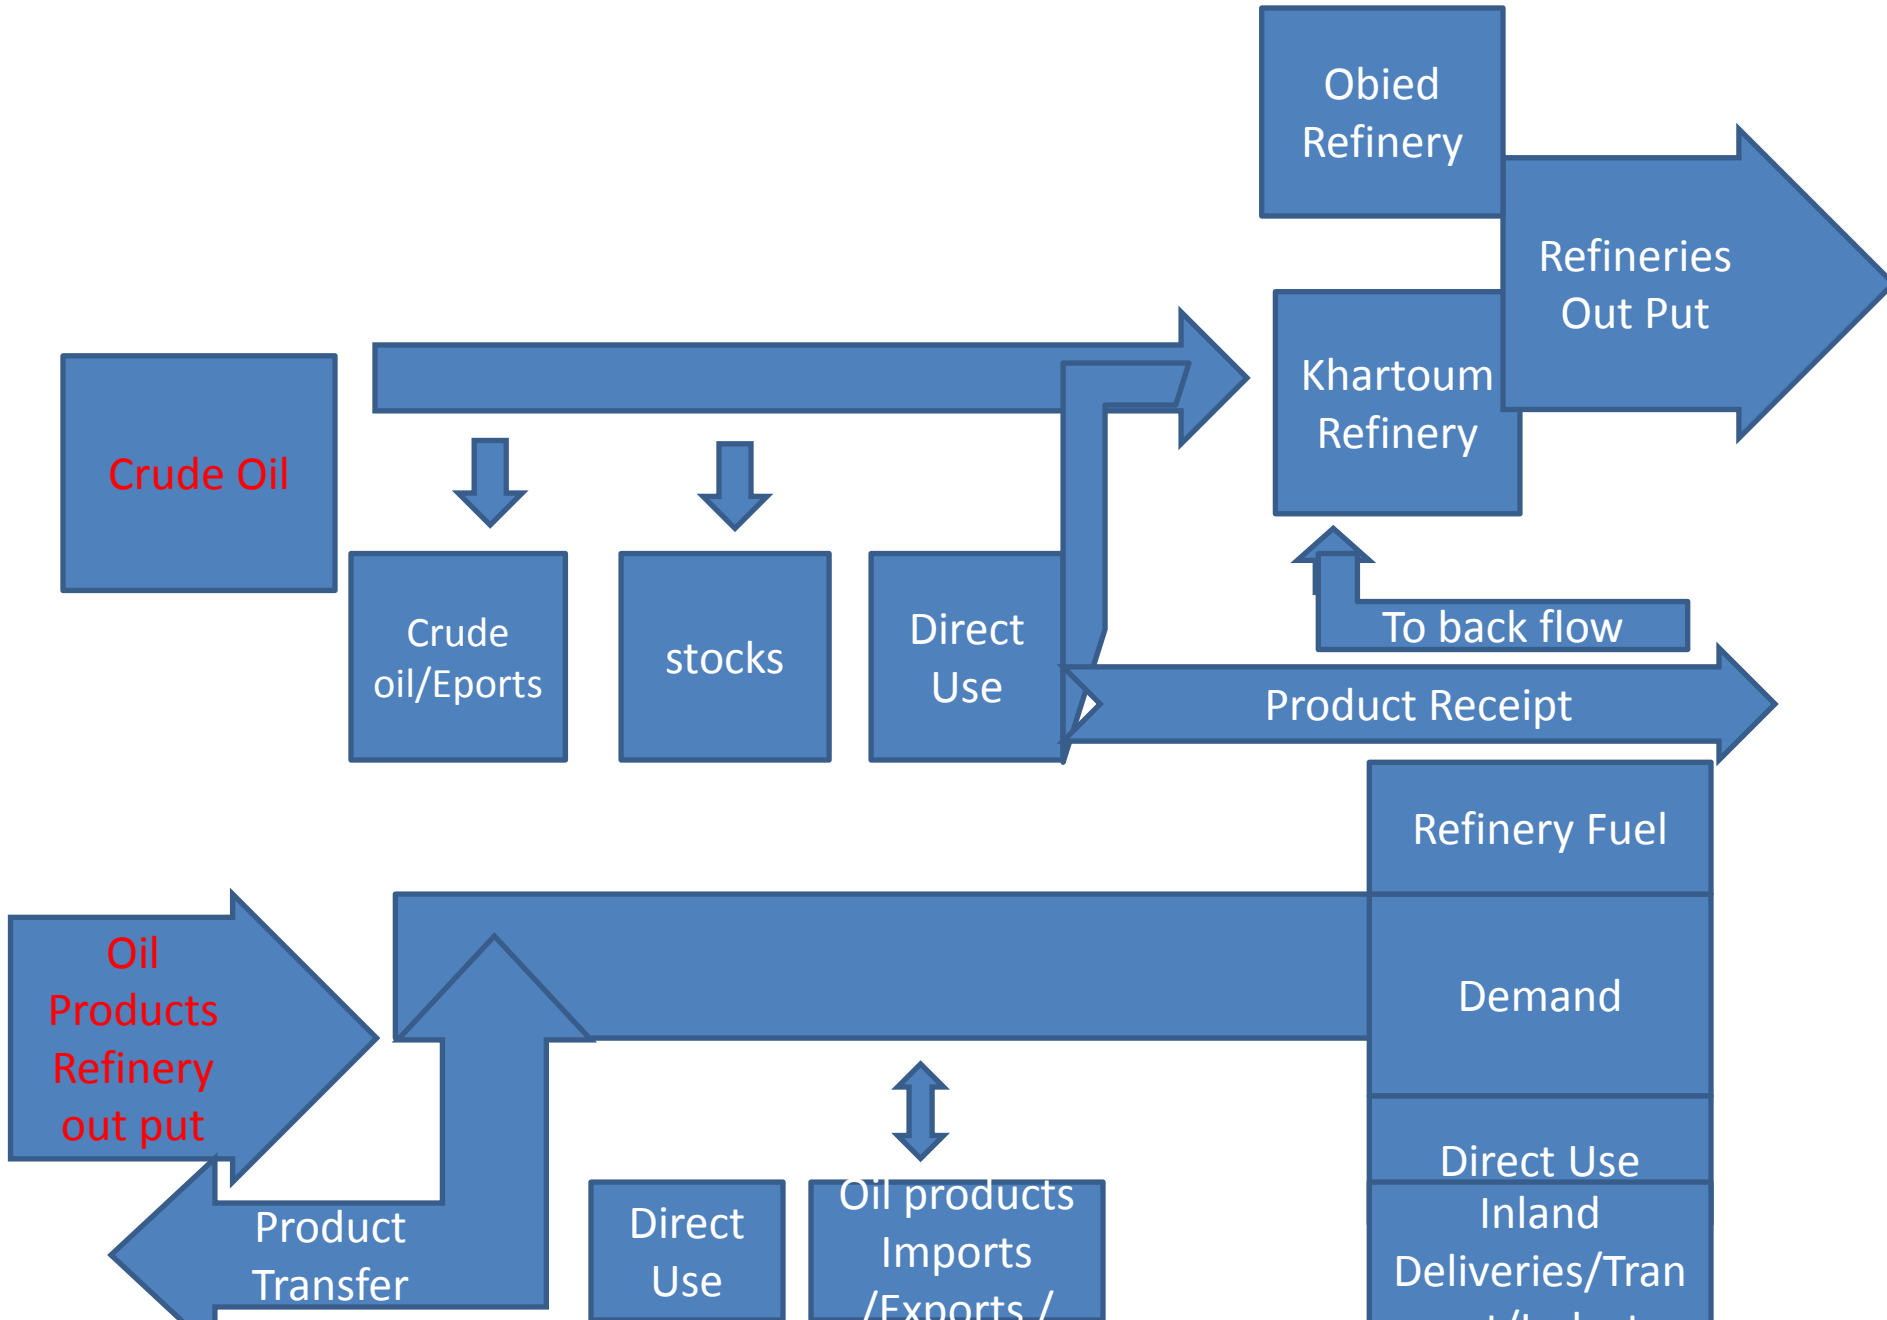 Obied
Refinery
Refineries
Out Put
Khartoum
Refinery
Crude Oil
Crude
oil/Eports
stocks
Direct
Use
To back flow
Product Receipt
Refinery Fuel
Demand
Direct Use
Inland
Deliveries/Tran
Oil
Products
Refinery
out put
Product
Transfer
Direct
Use
Oil products
Imports
/Exports /